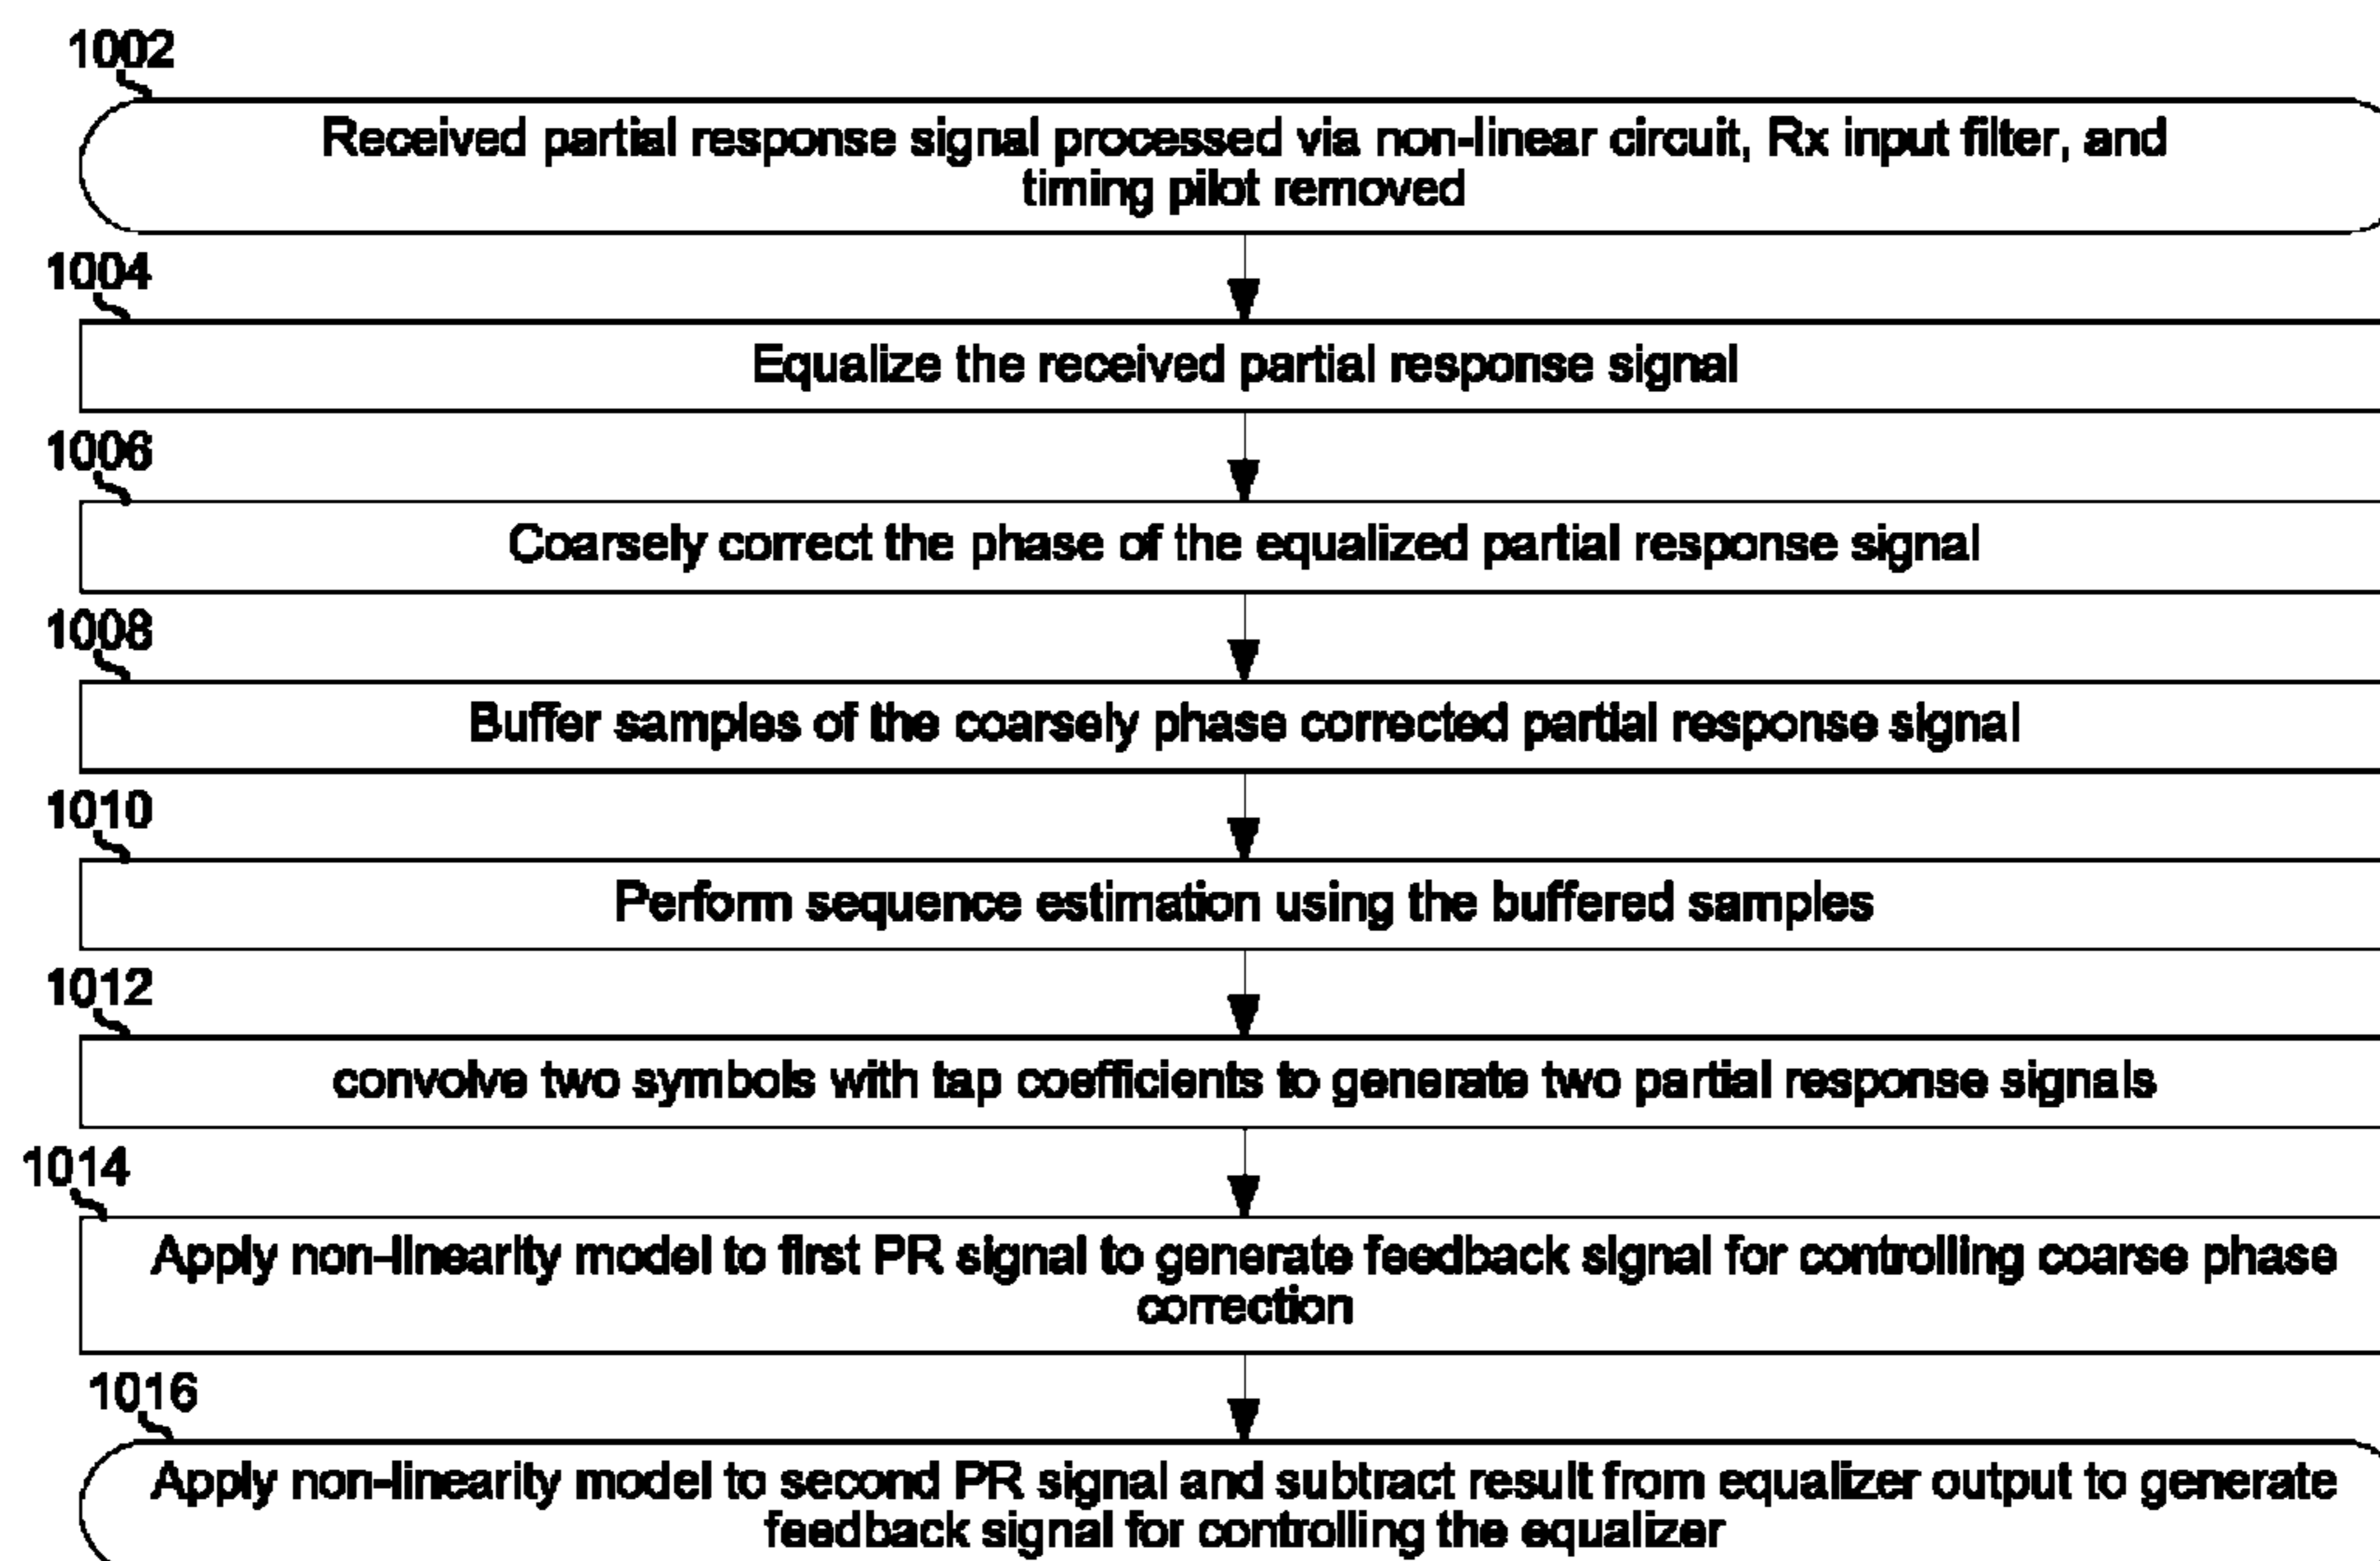 1002
Received partial response signal processed via non-linear circuit, Rx input filter, and
timing pilot removed
1004
Equalize the received partial response signal
1006
Coarsely correct the phase of the equalized partial response signal
1008
Buffer samples of the coarsely phase corrected partial response signal
1010
Perform sequence estimation using the buffered samples
1012
convolve two symbols with tap coefficients to generate two partial response signals
1014
Apply non-linearity model to first PR signal to generate feedback signal for controlling coarse phase
correction
1016
Apply non-linearity model to second PR signal and subtract result from equalizer output to generate
feedback signal for controlling the equalizer